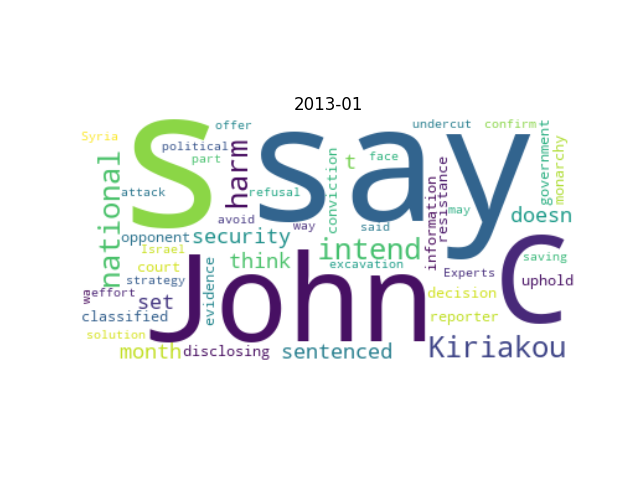 2013-01
S
say
John
C
national
harm
Kiriakou
intend
t
security
think
set
month
sentenced
doesn
disclosing
classified
court
opponent
Israel
strategy
effort
wa
solution
evidence
Syria
political
part
offer
attack
refusal
avoid
way
conviction
face
said
excavation
undercut
confirm
government
monarchy
resistance
information
may
Experts
decision
reporter
saving
uphold